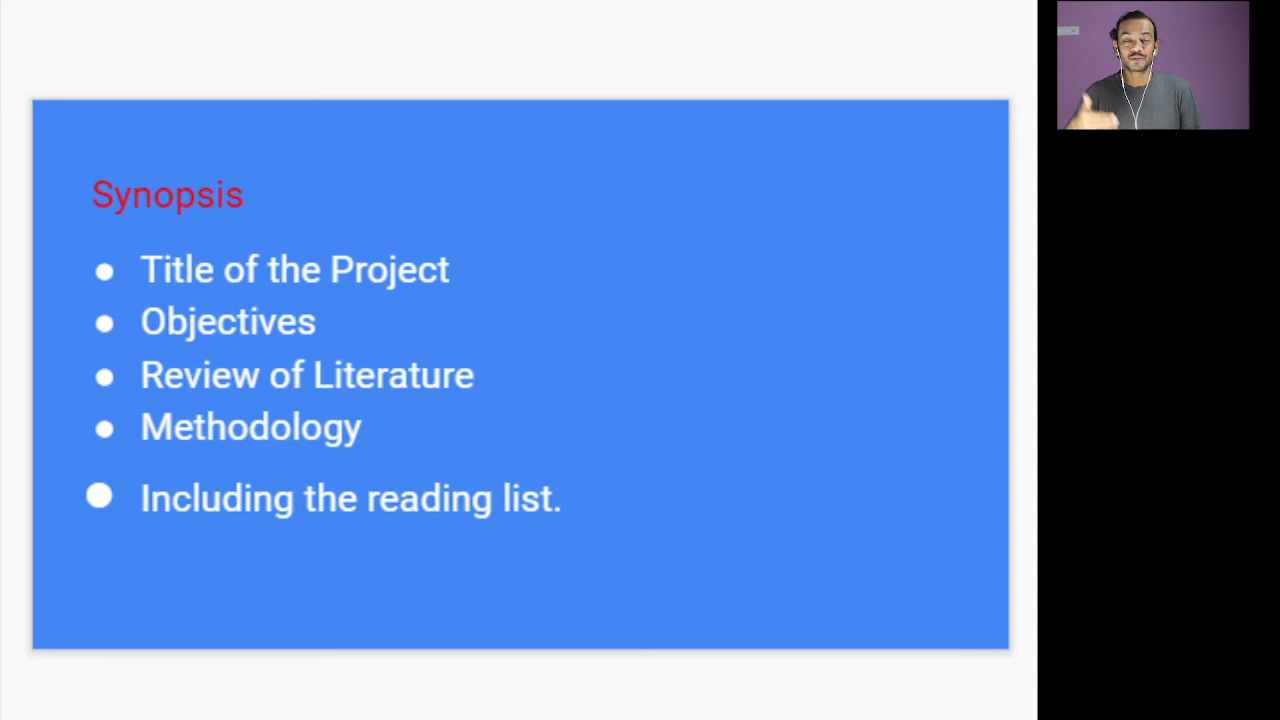 Synopsis
Title of the Project
Objectives
Review of Literature
Methodology
Including the reading list.